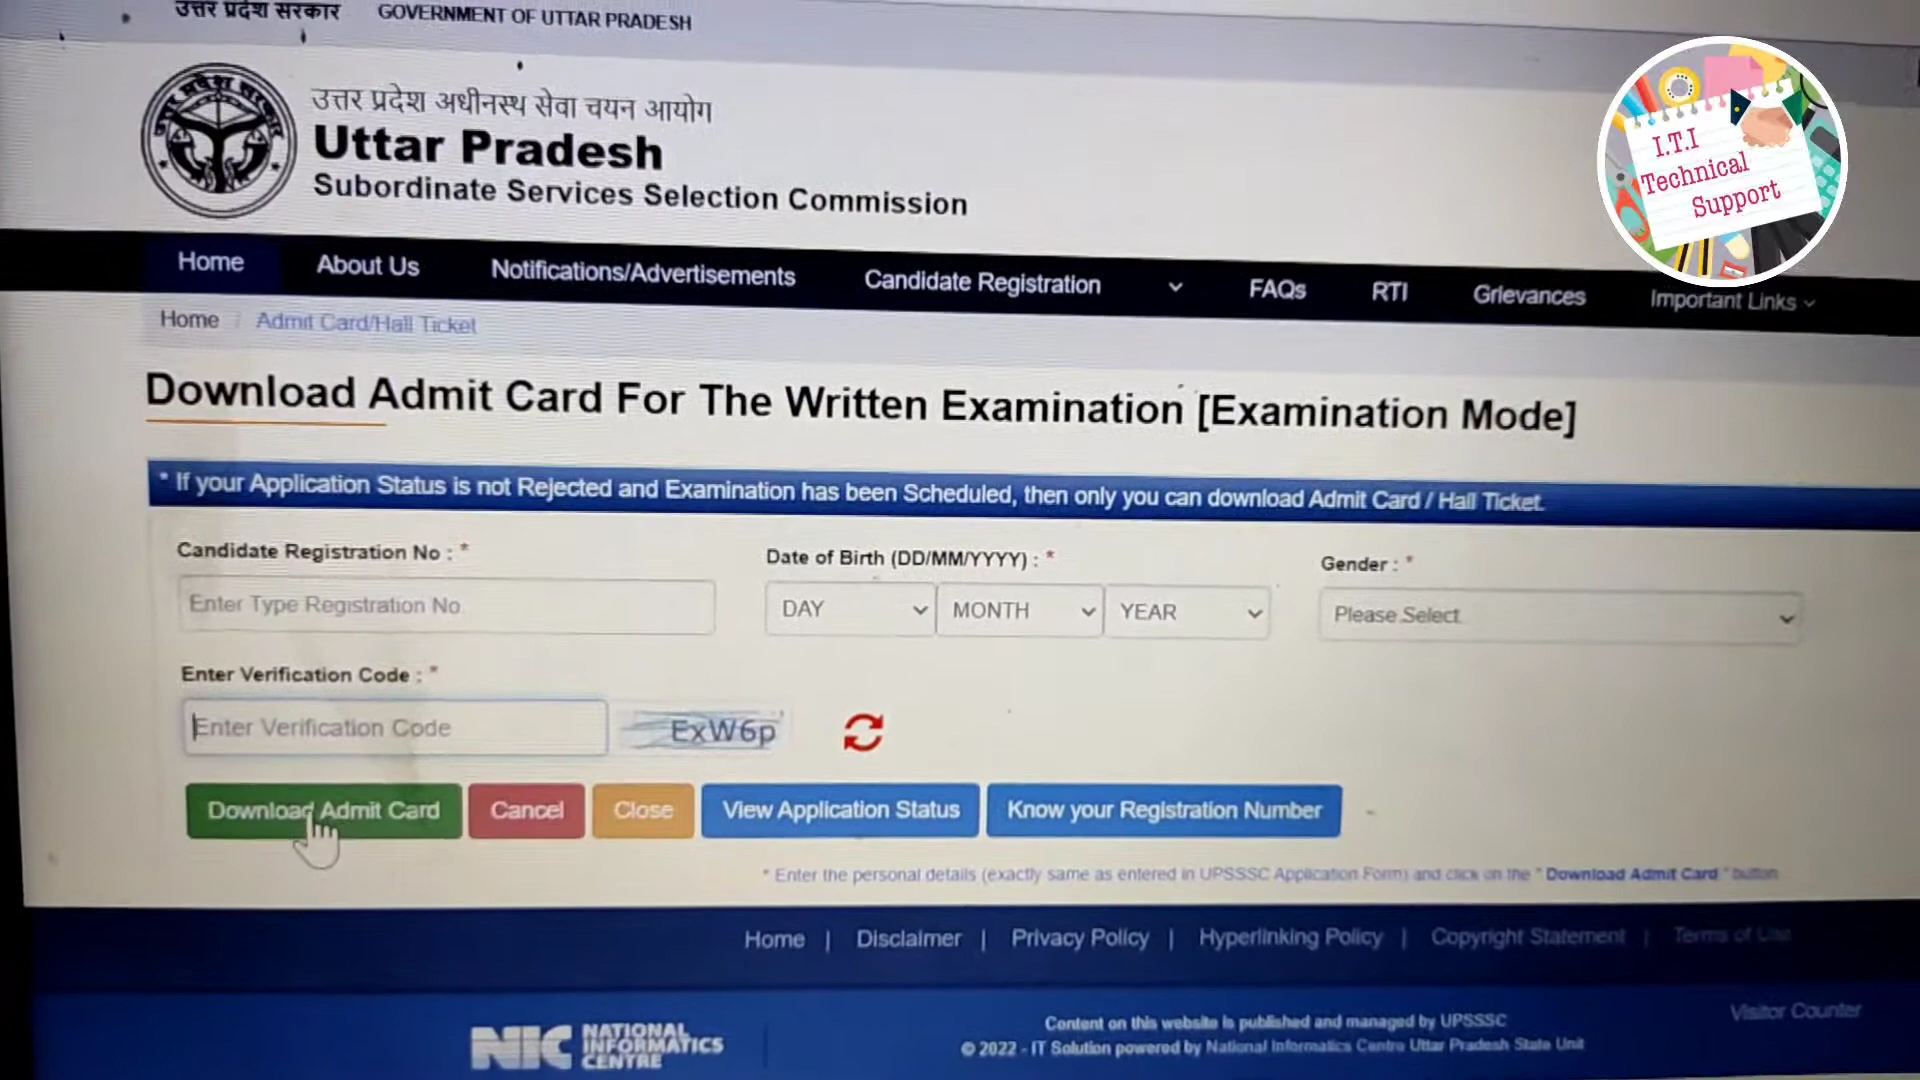 उत्तर प्रदेश सरकार GOVERNMENT OF UTTAR PRADESH
उत्तर प्रदेश अधीनस्थ सेवा चयन आयोग
Uttar Pradesh
Subordinate Services Selection Commission
I.T.I
Technical
Support
Home About Us Notifications/Advertisements Candidate Registration FAQs RTI Grievances Important Links
Home / Admit Card/Hall Ticket
Download Admit Card For The Written Examination [Examination Mode]
* If your Application Status is not Rejected and Examination has been Scheduled, then only you can download Admit Card / Hall Ticket.
Candidate Registration No : * Date of Birth (DD/MM/YYYY) : * Gender : *
Enter Type Registration No. DAY MONTH YEAR Please Select
Enter Verification Code : *
Enter Verification Code ExW6p
Download Admit Card Cancel Close View Application Status Know your Registration Number
* Enter the personal details (exactly same as entered in UPSSSC Application Form) and click on the " Download Admit Card " button
Home | Disclaimer | Privacy Policy | Hyperlinking Policy | Copyright Statement | Terms of Use
Visitor Counter
NIC NATIONAL
INFORMATICS
CENTRE
Content on this website is published and managed by UPSSSC
© 2022 - IT Solution powered by National Informatics Centre Uttar Pradesh State Unit